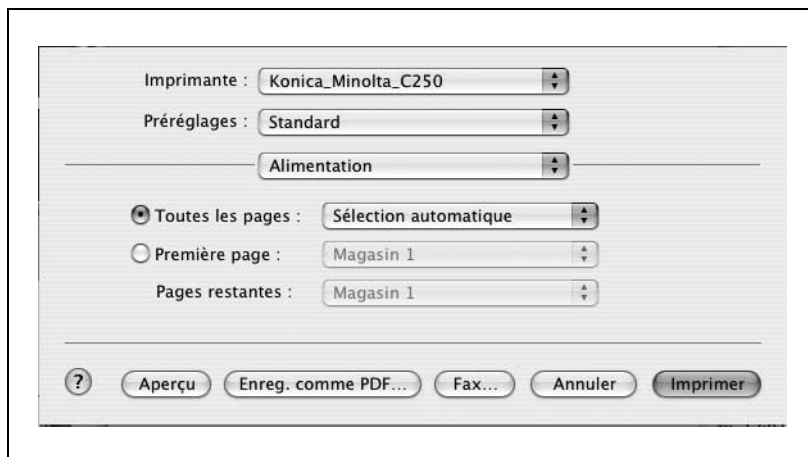 Imprimante : Konica_Minolta_C250
Préréglages : Standard
Alimentation
Toutes les pages : Sélection automatique
Première page : Magasin 1
Pages restantes : Magasin 1
? Aperçu Enreg. comme PDF... Fax... Annuler Imprimer